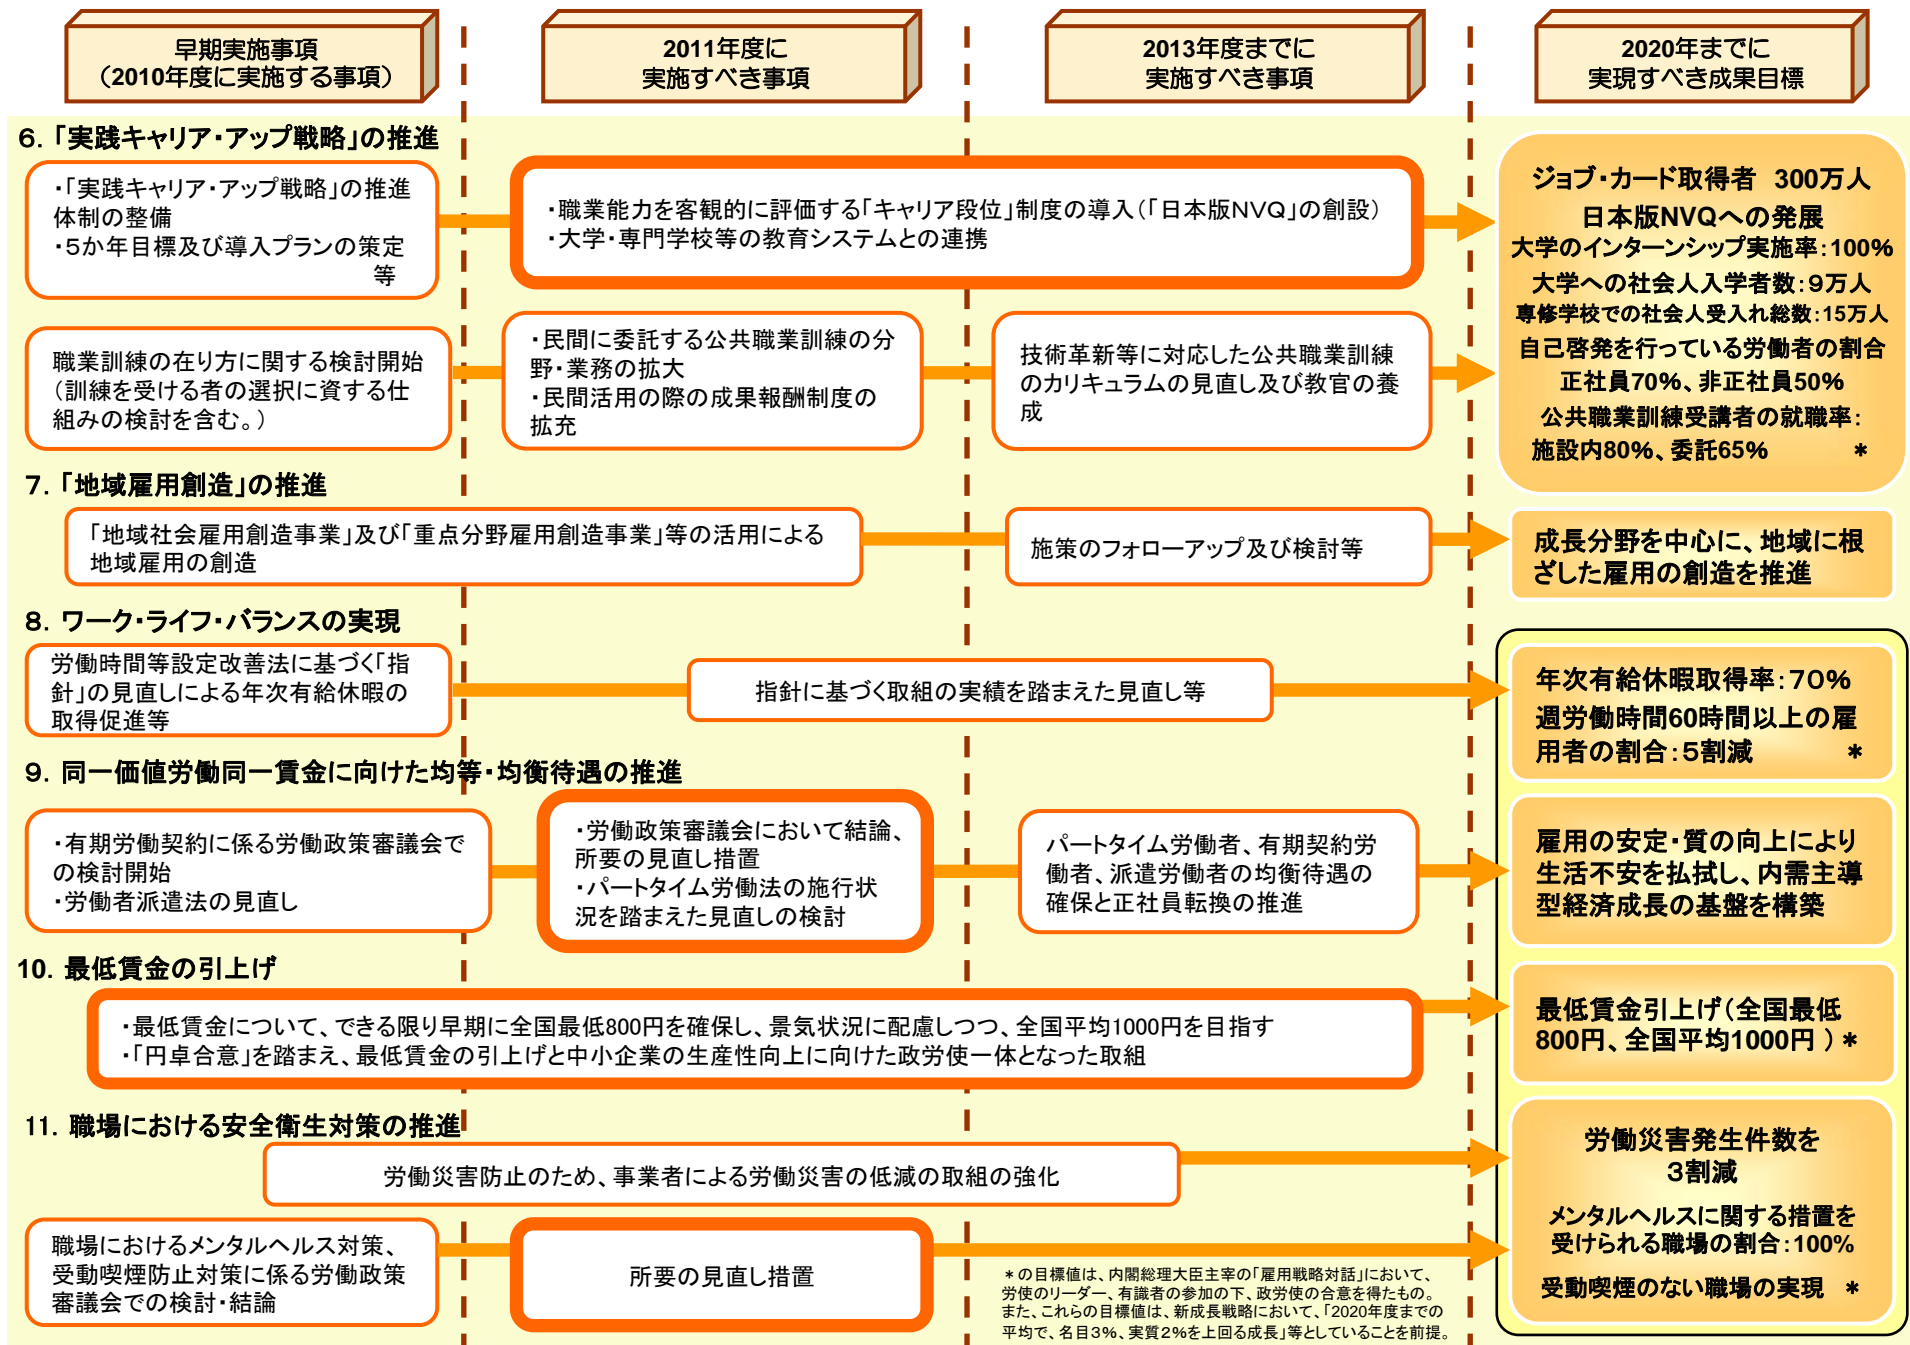 早期実施事項
（2010年度に実施する事項）
2011年度に
実施すべき事項
2013年度までに
実施すべき事項
2020年までに
実現すべき成果目標
６．「実践キャリア・アップ戦略」の推進
・「実践キャリア・アップ戦略」の推進
体制の整備
・５か年目標及び導入プランの策定
等
・職業能力を客観的に評価する「キャリア段位」制度の導入（「日本版ＮＶＱ」の創設）
・大学・専門学校等の教育システムとの連携
職業訓練の在り方に関する検討開始
（訓練を受ける者の選択に資する仕
組みの検討を含む。）
・民間に委託する公共職業訓練の分
野・業務の拡大
・民間活用の際の成果報酬制度の
拡充
技術革新等に対応した公共職業訓練
のカリキュラムの見直し及び教官の養
成
ジョブ・カード取得者　300万人
日本版NVQへの発展
大学のインターンシップ実施率：100%
大学への社会人入学者数：９万人
専修学校での社会人受入れ総数：15万人
自己啓発を行っている労働者の割合
正社員70%、非正社員50%
公共職業訓練受講者の就職率：
施設内80%、委託65%　　　＊
７．「地域雇用創造」の推進
「地域社会雇用創造事業」及び「重点分野雇用創造事業」等の活用による
地域雇用の創造
施策のフォローアップ及び検討等
成長分野を中心に、地域に根
ざした雇用の創造を推進
８．ワーク・ライフ・バランスの実現
労働時間等設定改善法に基づく「指
針」の見直しによる年次有給休暇の
取得促進等
指針に基づく取組の実績を踏まえた見直し等
年次有給休暇取得率：７０％
週労働時間60時間以上の雇
用者の割合：５割減　　　＊
９．同一価値労働同一賃金に向けた均等・均衡待遇の推進
・有期労働契約に係る労働政策審議会で
の検討開始
・労働者派遣法の見直し
・労働政策審議会において結論、
所要の見直し措置
・パートタイム労働法の施行状
況を踏まえた見直しの検討
パートタイム労働者、有期契約労
働者、派遣労働者の均衡待遇の
確保と正社員転換の推進
雇用の安定・質の向上により
生活不安を払拭し、内需主導
型経済成長の基盤を構築
10．最低賃金の引上げ
・最低賃金について、できる限り早期に全国最低800円を確保し、景気状況に配慮しつつ、全国平均1000円を目指す
・「円卓合意」を踏まえ、最低賃金の引上げと中小企業の生産性向上に向けた政労使一体となった取組
最低賃金引上げ（全国最低
800円、全国平均1000円 ）＊
11．職場における安全衛生対策の推進
労働災害防止のため、事業者による労働災害の低減の取組の強化
職場におけるメンタルヘルス対策、
受動喫煙防止対策に係る労働政策
審議会での検討・結論
所要の見直し措置
労働災害発生件数を
３割減
メンタルヘルスに関する措置を
受けられる職場の割合：100%
受動喫煙のない職場の実現　＊
＊の目標値は、内閣総理大臣主宰の「雇用戦略対話」において、
労使のリーダー、有識者の参加の下、政労使の合意を得たもの。
また、これらの目標値は、新成長戦略において、「2020年度までの
平均で、名目３％、実質２％を上回る成長」等としていることを前提。